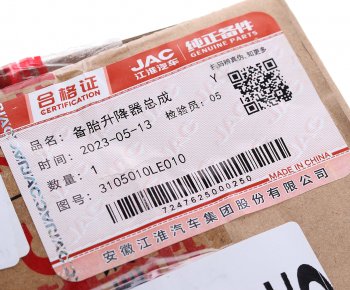 JAC
江淮汽车
纯正备件
GENUINE PARTS
合格证
CERTIFICATION
扫码辨真伪,知更多
品名: 备胎升降器总成 Y
时间: 2023-05-13 检验员: 05
数量: 1
图号: 3105010LE010
7247625000250
MADE IN CHINA
安徽江淮汽车集团股份有限公司